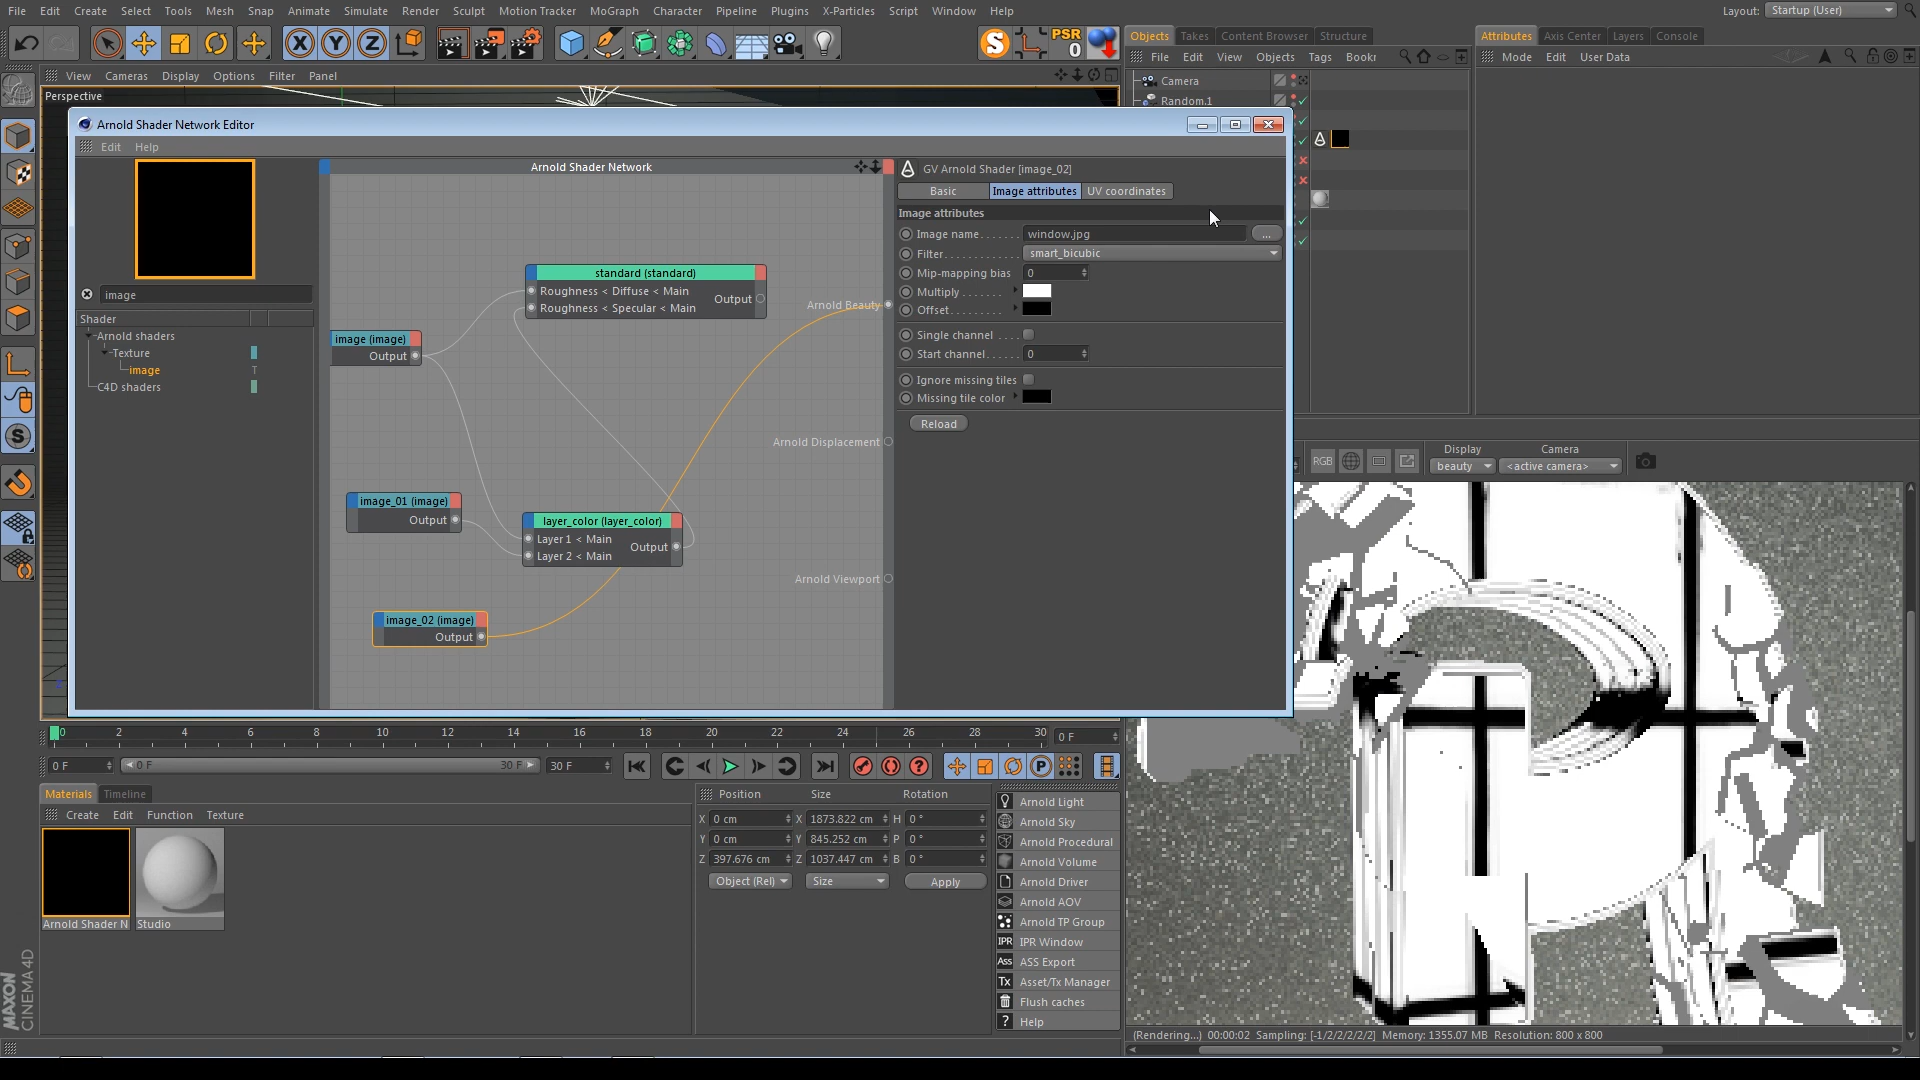 File Edit Create Select Tools Mesh Snap Animate Simulate Render Sculpt Motion Tracker MoGraph Character Pipeline Plugins X-Particles Script Window Help
Layout: Startup (User)
X Y Z
S
PSR
0
Objects Takes Content Browser Structure
Attributes Axis Center Layers Console
View Cameras Display Options Filter Panel
File Edit View Objects Tags Bookr
Mode Edit User Data
Perspective
Camera
Random.1
Arnold Shader Network Editor
Edit Help
Arnold Shader Network
GV Arnold Shader [image_02]
Basic Image attributes UV coordinates
Image attributes
Image name window.jpg ...
Filter smart_bicubic
Mip-mapping bias 0
Multiply
Offset
Single channel
Start channel 0
Ignore missing tiles
Missing tile color
Reload
image
Shader
Arnold shaders
Texture
image T
C4D shaders
standard (standard)
Roughness < Diffuse < Main
Roughness < Specular < Main
Output
Arnold Beauty
image (image)
Output
Arnold Displacement
image_01 (image)
Output
layer_color (layer_color)
Layer 1 < Main
Layer 2 < Main
Output
Arnold Viewport
image_02 (image)
Output
RGB
Display
beauty
Camera
<active camera>
0 2 4 6 8 10 12 14 16 18 20 22 24 26 28 30 0 F
0 F 0 F 30 F 30 F
P
Materials Timeline
Create Edit Function Texture
Arnold Shader N Studio
Position Size Rotation
X 0 cm X 1873.822 cm H 0 °
Y 0 cm Y 845.252 cm P 0 °
Z 397.676 cm Z 1037.447 cm B 0 °
Object (Rel) Size Apply
Arnold Light
Arnold Sky
Arnold Procedural
Arnold Volume
Arnold Driver
Arnold AOV
Arnold TP Group
IPR IPR Window
Ass ASS Export
Tx Asset/Tx Manager
Flush caches
? Help
MAXON
CINEMA 4D
(Rendering...) 00:00:02 Sampling: [-1/2/2/2/2/2] Memory: 1355.07 MB Resolution: 800 x 800